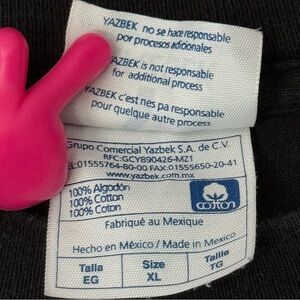 YAZBEK no se hace responsable
por procesos adicionales
YAZBEK is not responsable
for additional process
YAZBEK c'est nes pa responsable
pour quelque autre process
Grupo Comercial Yazbek S.A. de C.V.
RFC:GCY890426-MZ1
TEL:01555764-80-00 FAX:01555650-20-41
www.yazbek.com.mx
100% Algodón
100% Cotton
100% Coton
cotton
Fabriqué au Mexique
Hecho en México / Made in Mexico
Talla
EG
Size
XL
Taille
TG